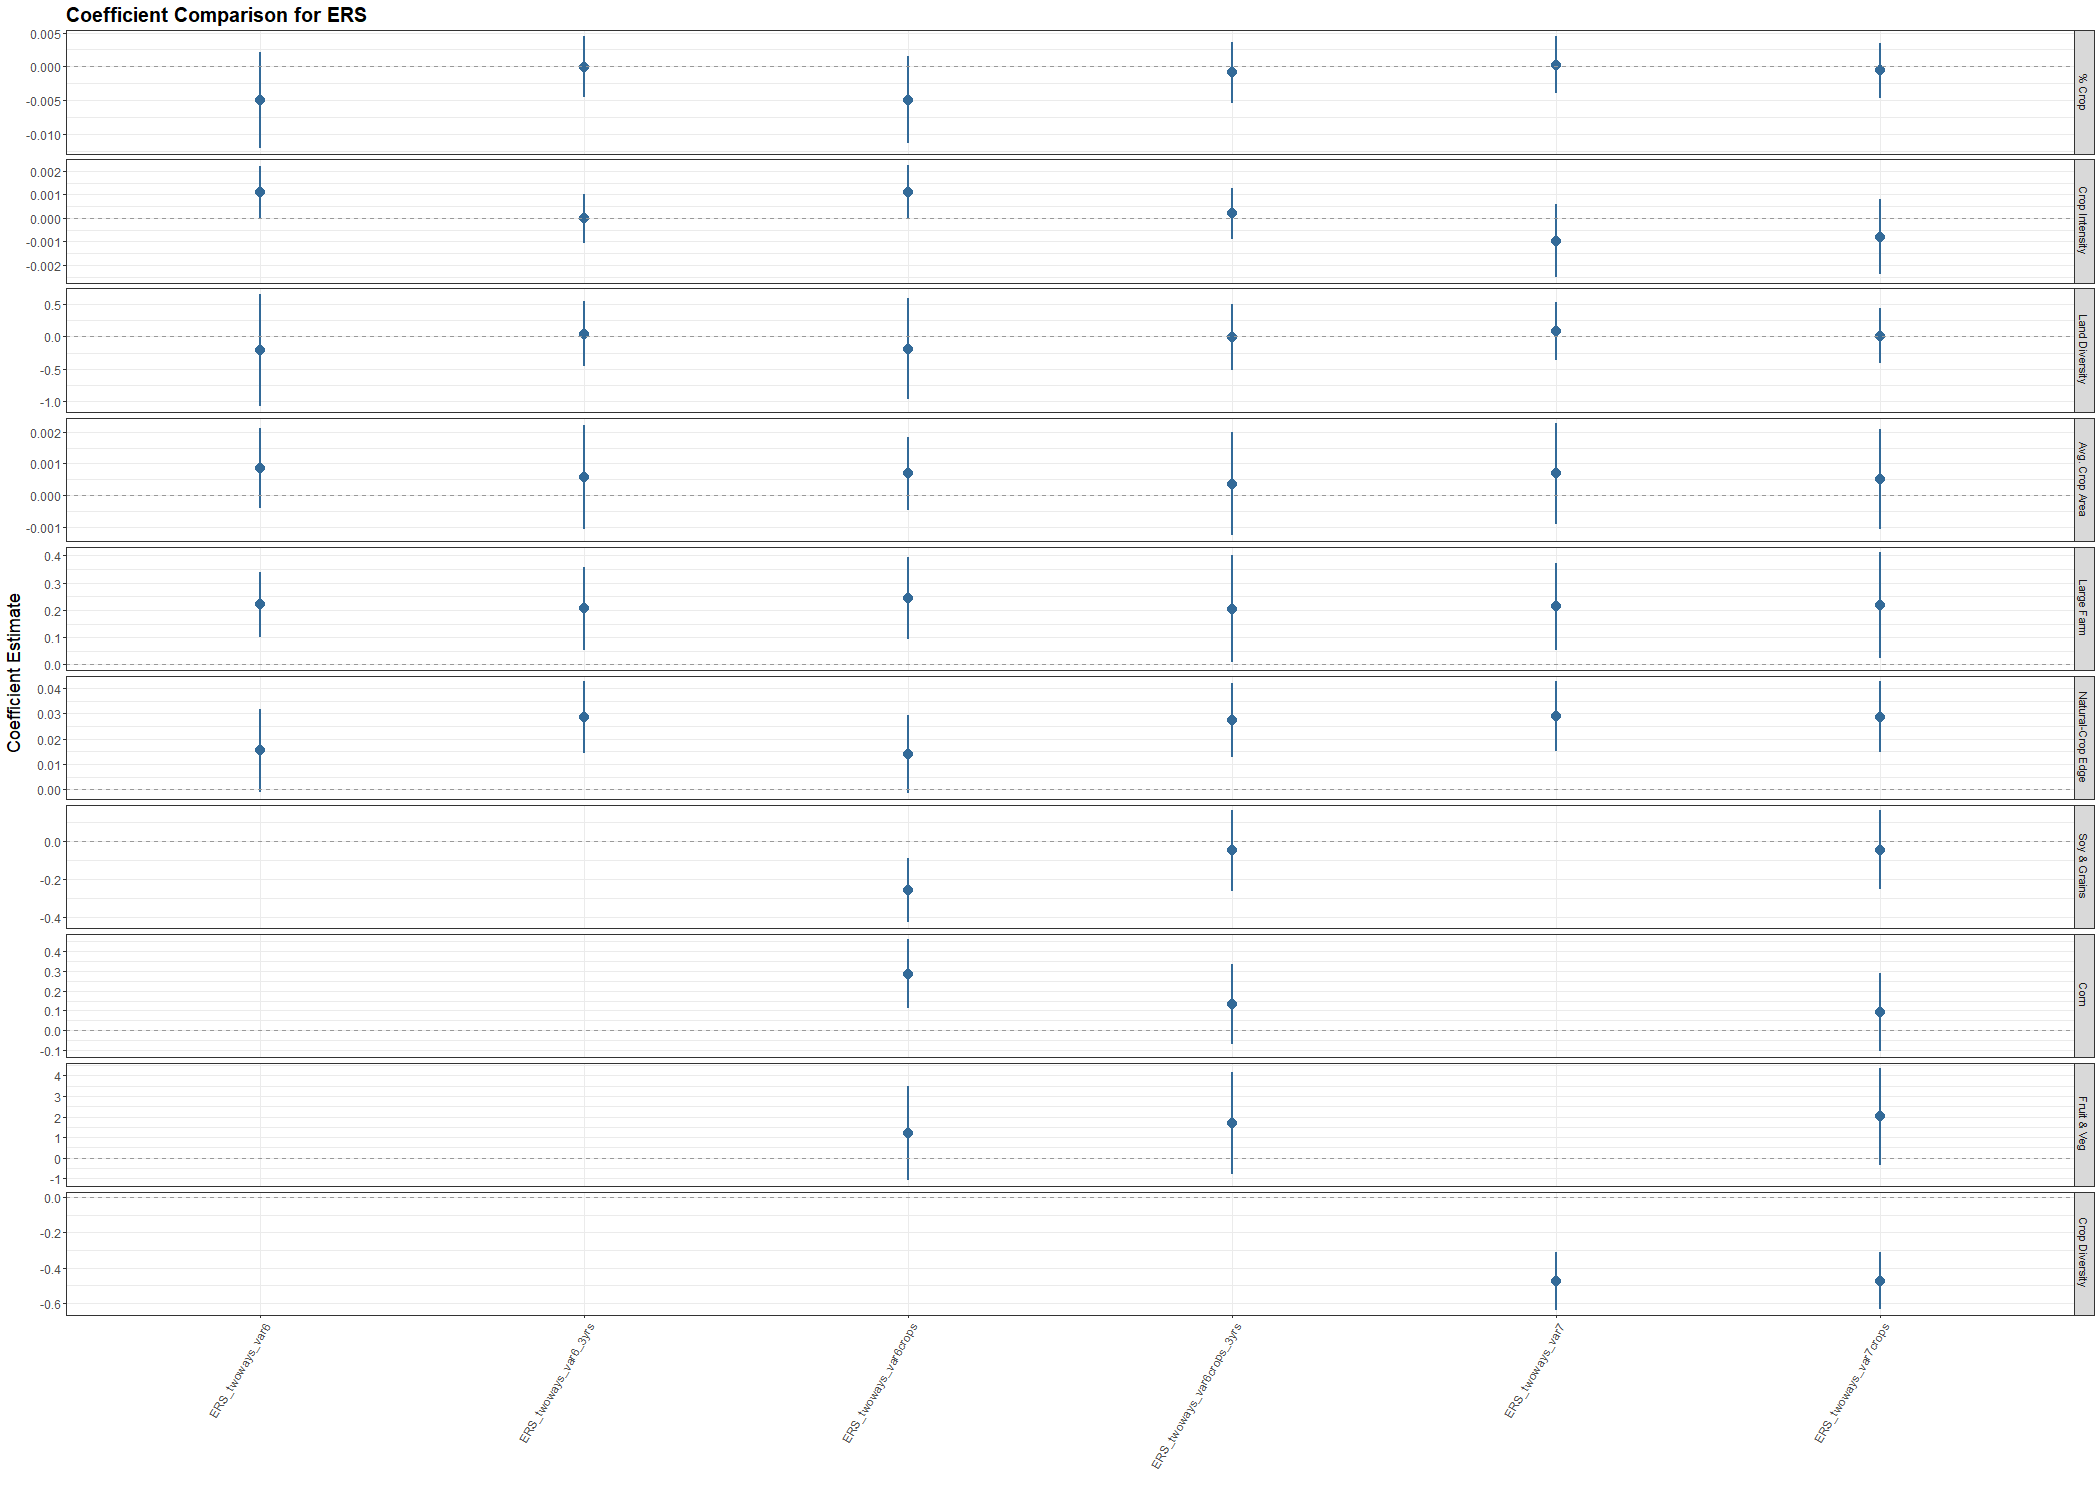 Coefficient Comparison for ERS
Coefficient Estimate
0.005
0.000
-0.005
-0.010
% Crop
0.002
0.001
0.000
-0.001
-0.002
Crop Intensity
0.5
0.0
-0.5
-1.0
Land Diversity
0.002
0.001
0.000
-0.001
Avg. Crop Area
0.4
0.3
0.2
0.1
0.0
Large Farm
0.04
0.03
0.02
0.01
0.00
Natural-Crop Edge
0.0
-0.2
-0.4
Soy & Grains
0.4
0.3
0.2
0.1
0.0
-0.1
Corn
4
3
2
1
0
-1
Fruit & Veg
0.0
-0.2
-0.4
-0.6
Crop Diversity
ERS_twoways_var6
ERS_twoways_var6_3yrs
ERS_twoways_var6crops
ERS_twoways_var6crops_3yrs
ERS_twoways_var7
ERS_twoways_var7crops